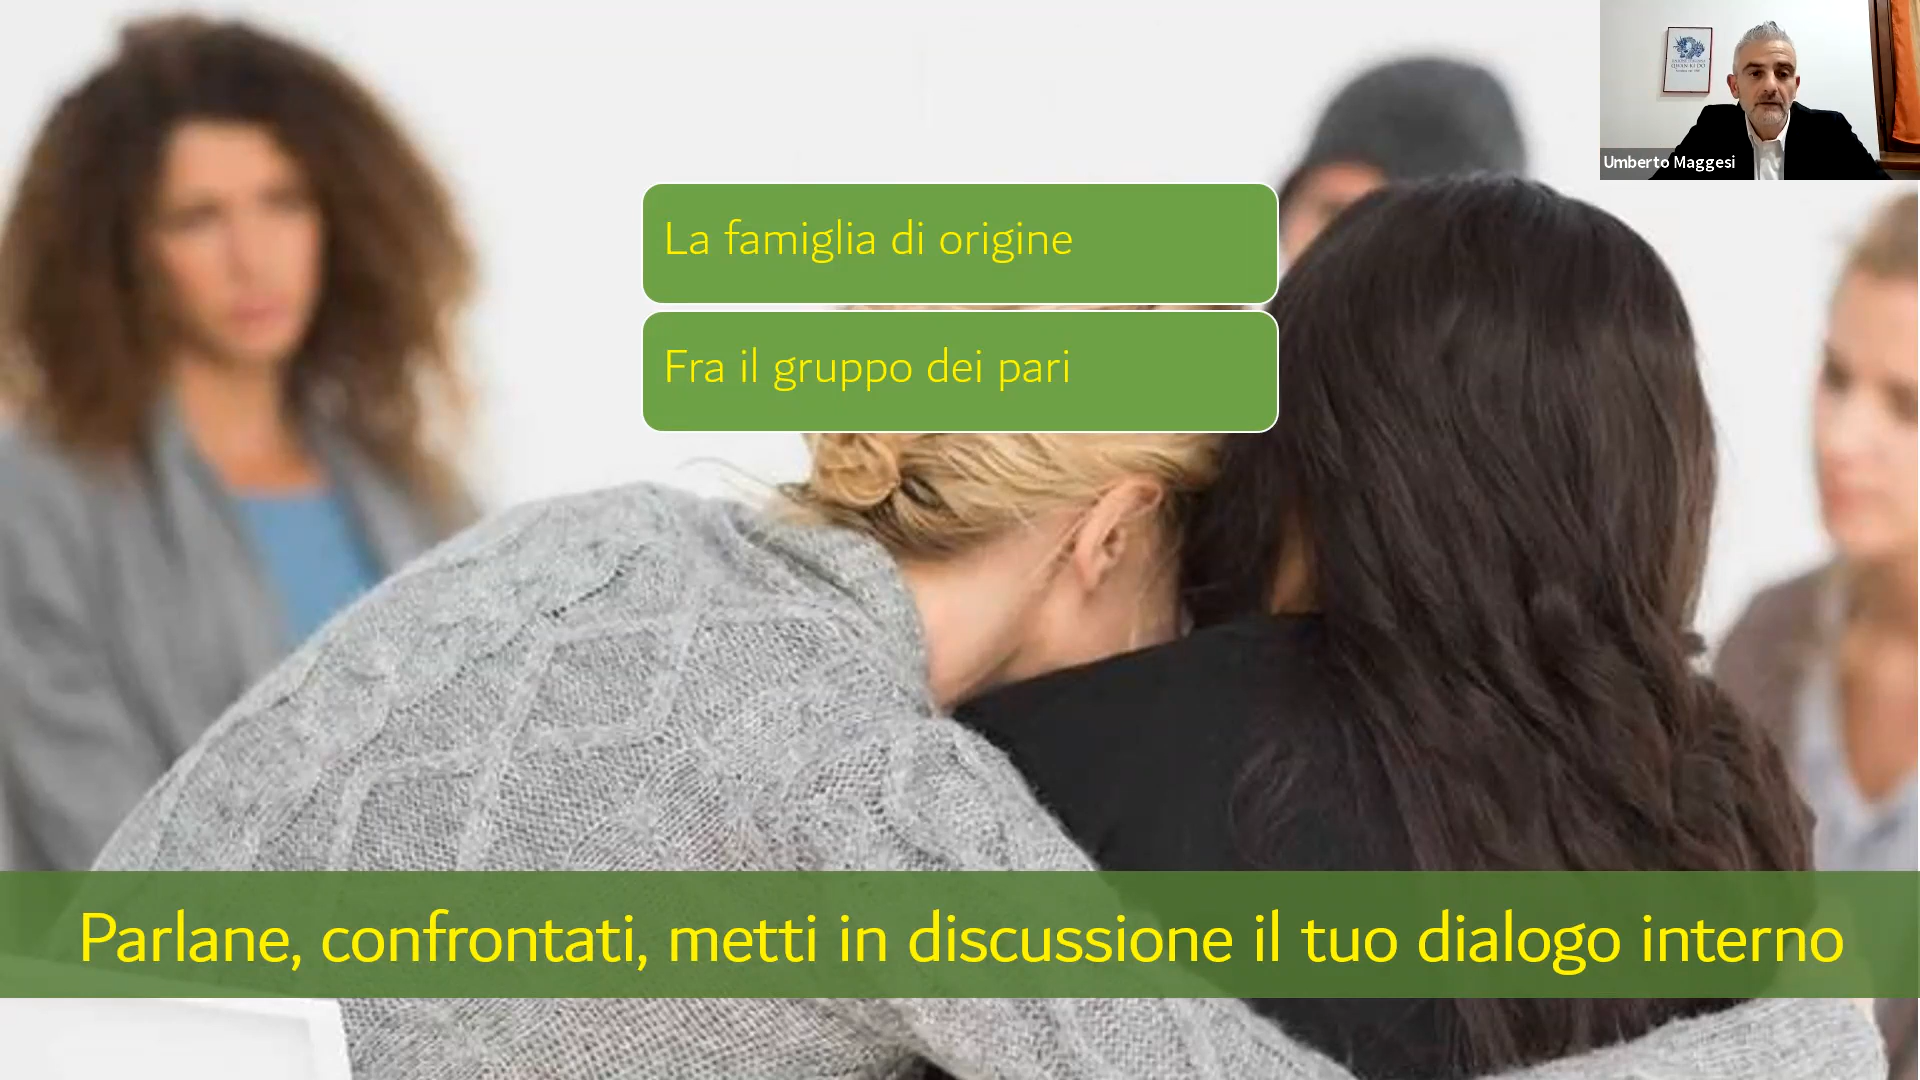 La famiglia di origine
Fra il gruppo dei pari
Umberto Maggesi
Parlane, confrontati, metti in discussione il tuo dialogo interno